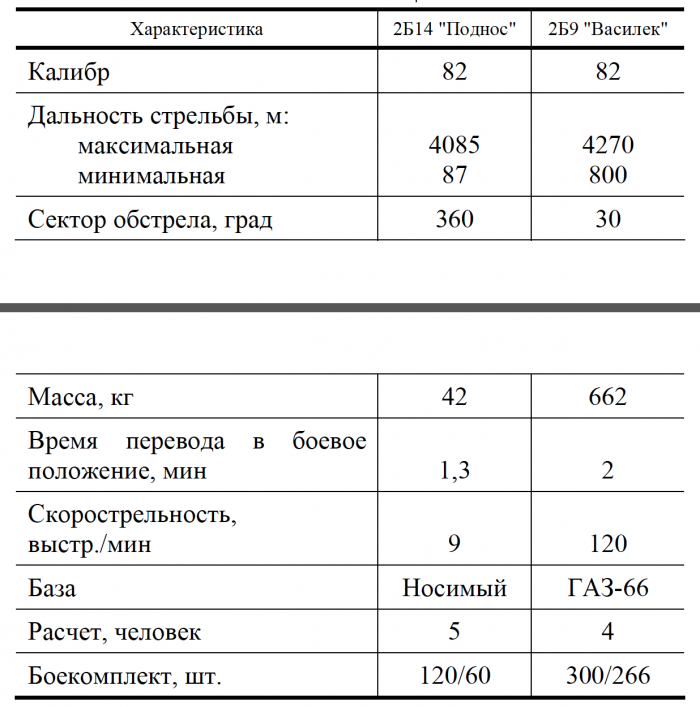 Характеристика 2Б14 "Поднос" 2Б9 "Василек"
Калибр 82 82
Дальность стрельбы, м:
максимальная 4085 4270
минимальная 87 800
Сектор обстрела, град 360 30
Масса, кг 42 662
Время перевода в боевое
положение, мин 1,3 2
Скорострельность,
выстр./мин 9 120
База Носимый ГАЗ-66
Расчет, человек 5 4
Боекомплект, шт. 120/60 300/266